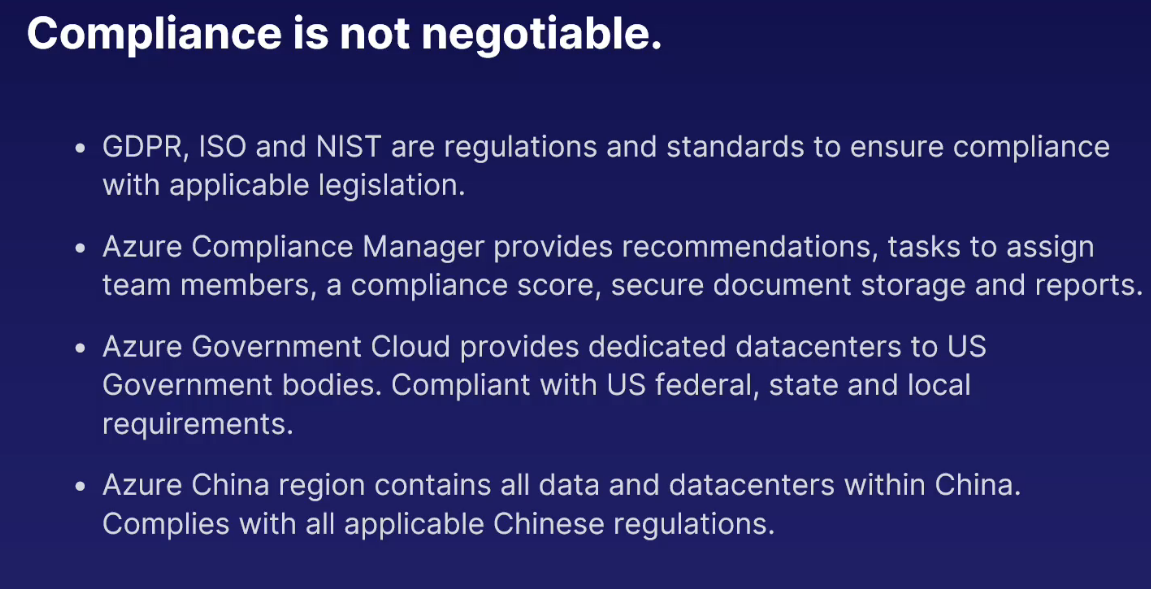 Compliance is not negotiable.
• GDPR, ISO and NIST are regulations and standards to ensure compliance
with applicable legislation.
• Azure Compliance Manager provides recommendations, tasks to assign
team members, a compliance score, secure document storage and reports.
• Azure Government Cloud provides dedicated datacenters to US
Government bodies. Compliant with US federal, state and local
requirements.
• Azure China region contains all data and datacenters within China.
Complies with all applicable Chinese regulations.